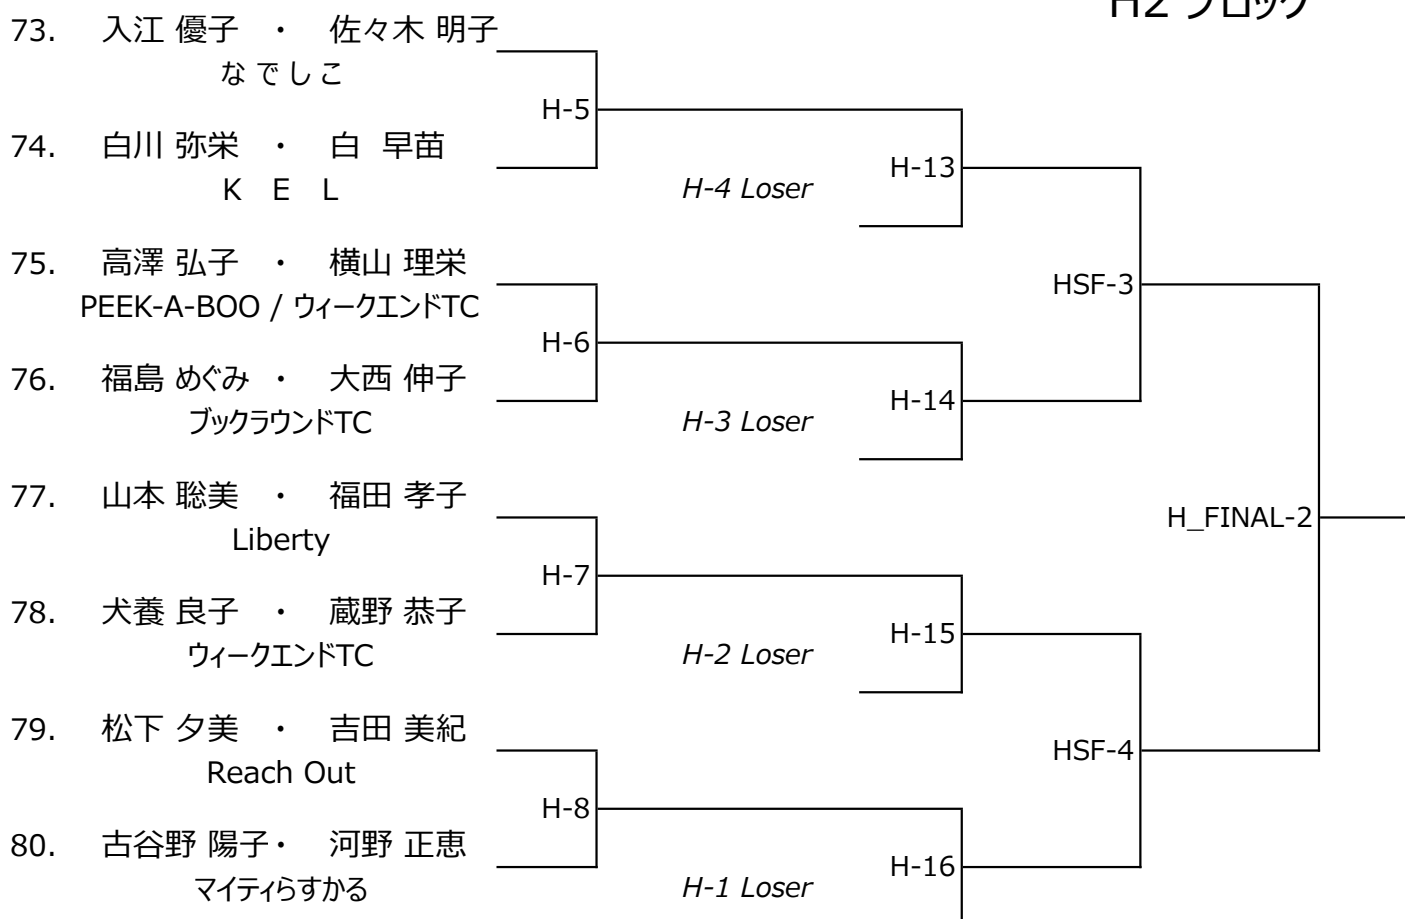 H2 ブロック
73. 入江 優子 ・ 佐々木 明子
なでしこ
H-5
74. 白川 弥栄 ・ 白 早苗
K E L
H-4 Loser
H-13
75. 高澤 弘子 ・ 横山 理栄
PEEK-A-BOO / ウィークエンドTC
HSF-3
H-6
76. 福島 めぐみ ・ 大西 伸子
ブックラウンドTC
H-3 Loser
H-14
77. 山本 聡美 ・ 福田 孝子
Liberty
H_FINAL-2
H-7
78. 犬養 良子 ・ 蔵野 恭子
ウィークエンドTC
H-2 Loser
H-15
79. 松下 夕美 ・ 吉田 美紀
Reach Out
HSF-4
H-8
80. 古谷野 陽子・ 河野 正恵
マイティらすかる
H-1 Loser
H-16